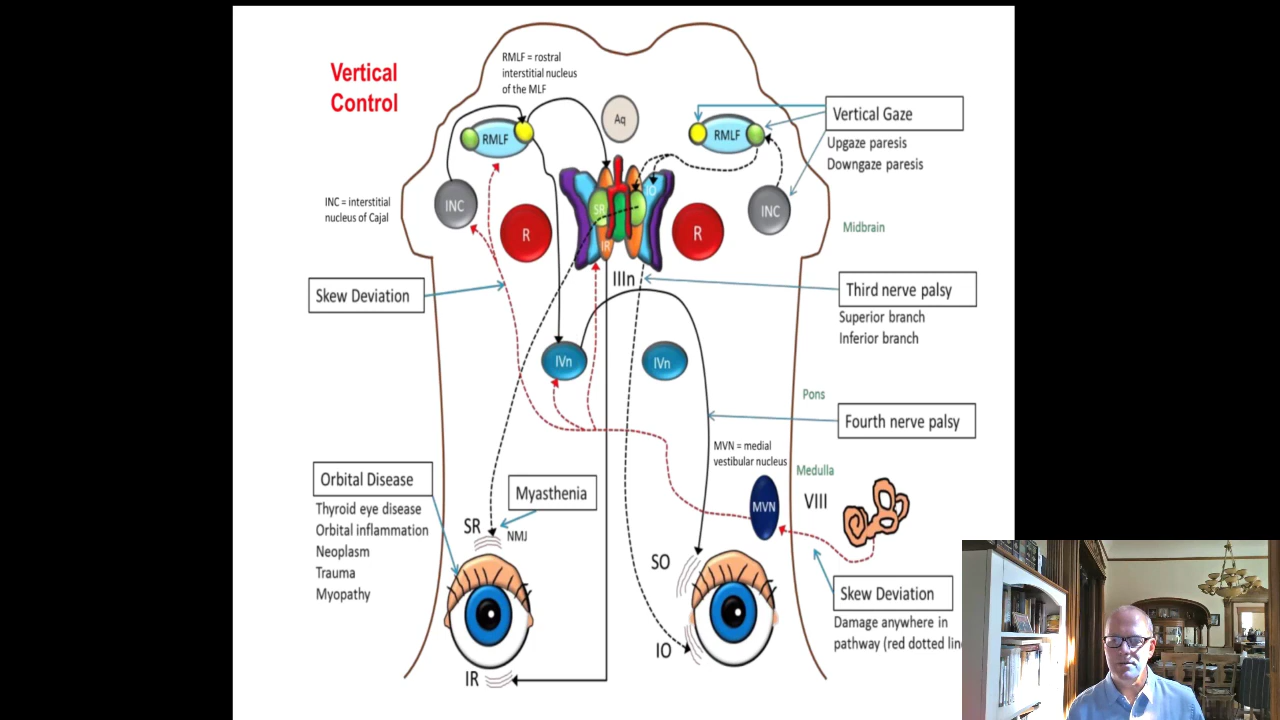 Vertical
Control
RMLF = rostral
interstitial nucleus
of the MLF
Aq
RMLF
RMLF
Vertical Gaze
Upgaze paresis
Downgaze paresis
INC = interstitial
nucleus of Cajal
INC
INC
SR
IO
IR
R
R
Midbrain
IIIn
Skew Deviation
Third nerve palsy
Superior branch
Inferior branch
IVn
IVn
Pons
Fourth nerve palsy
MVN = medial
vestibular nucleus
Medulla
MVN
VIII
Orbital Disease
Thyroid eye disease
Orbital inflammation
Neoplasm
Trauma
Myopathy
Myasthenia
SR
NMJ
SO
IO
IR
Skew Deviation
Damage anywhere in
pathway (red dotted lin